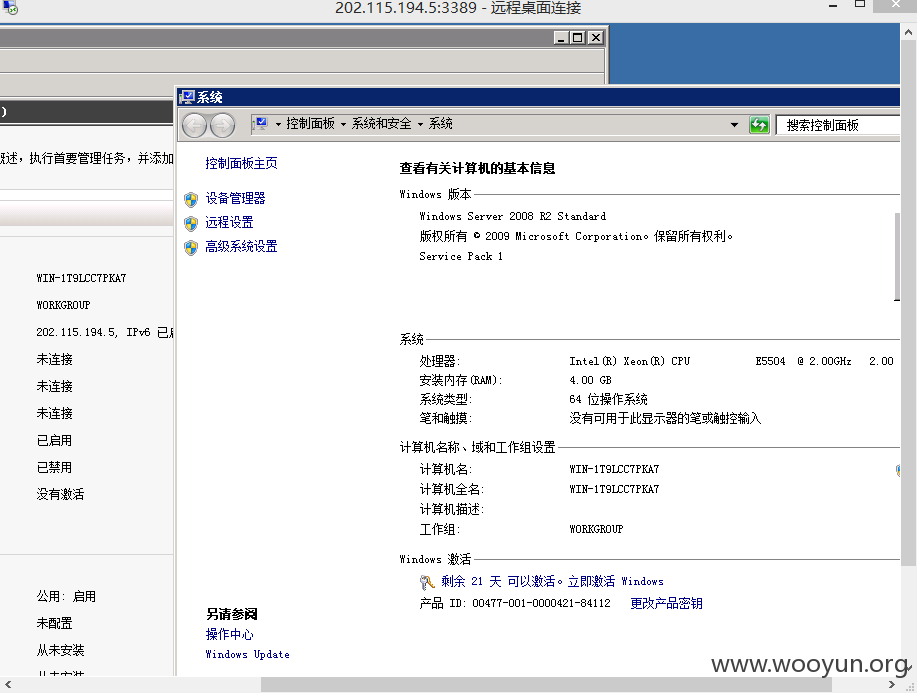 202.115.194.5:3389 - 远程桌面连接
系统
控制面板 系统和安全 系统
搜索控制面板
)
既述，执行首要管理任务，并添加
WIN-1T9LCC7PKA7
WORKGROUP
202.115.194.5, IPv6 已
未连接
未连接
未连接
已启用
已禁用
没有激活
公用: 启用
未配置
从未安装
从未安装
控制面板主页
设备管理器
远程设置
高级系统设置
另请参阅
操作中心
Windows Update
查看有关计算机的基本信息
Windows 版本
Windows Server 2008 R2 Standard
版权所有 © 2009 Microsoft Corporation。保留所有权利。
Service Pack 1
系统
处理器: Intel(R) Xeon(R) CPU E5504 @ 2.00GHz 2.00
安装内存(RAM): 4.00 GB
系统类型: 64 位操作系统
笔和触摸: 没有可用于此显示器的笔或触控输入
计算机名称、域和工作组设置
计算机名: WIN-1T9LCC7PKA7
计算机全名: WIN-1T9LCC7PKA7
计算机描述:
工作组: WORKGROUP
Windows 激活
剩余 21 天 可以激活。立即激活 Windows
产品 ID: 00477-001-0000421-84112 更改产品密钥
www.wooyun.org